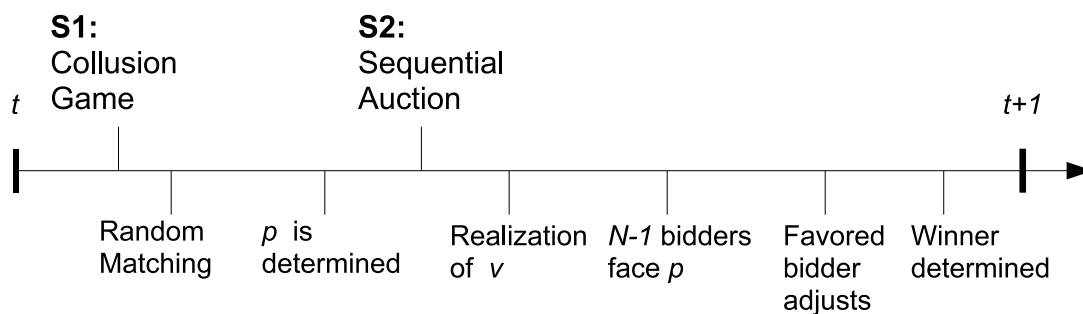 S1:
Collusion
Game
S2:
Sequential
Auction
t
t+1
Random
Matching
p is
determined
Realization
of v
N-1 bidders
face p
Favored
bidder
adjusts
Winner
determined